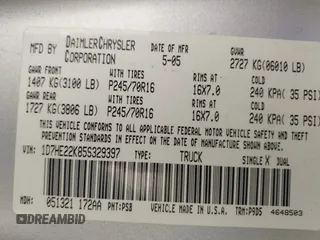 MFD BY DAIMLERCHRYSLER CORPORATION DATE OF MFR 5-05 GVWR 2727 KG(06010 LB)
GAWR FRONT WITH TIRES RIMS AT COLD
1407 KG(3100 LB) P245/70R16 16X7.0 240 KPA (35 PSI)
GAWR REAR WITH TIRES RIMS AT COLD
1727 KG(3806 LB) P245/70R16 16X7.0 240 KPA (35 PSI)
THIS VEHICLE CONFORMS TO ALL APPLICABLE FEDERAL MOTOR VEHICLE SAFETY AND
THEFT PREVENTION STANDARDS IN EFFECT ON THE DATE OF MANUFACTURE SHOWN ABOVE.
VIN: 1D7HE22K85S329397 TYPE: TRUCK SINGLE X DUAL
MDH: 051321 172AA PNT:PSB VEHICLE MADE IN U.S.A. TRM:P9D5 4648503
DREAMBID